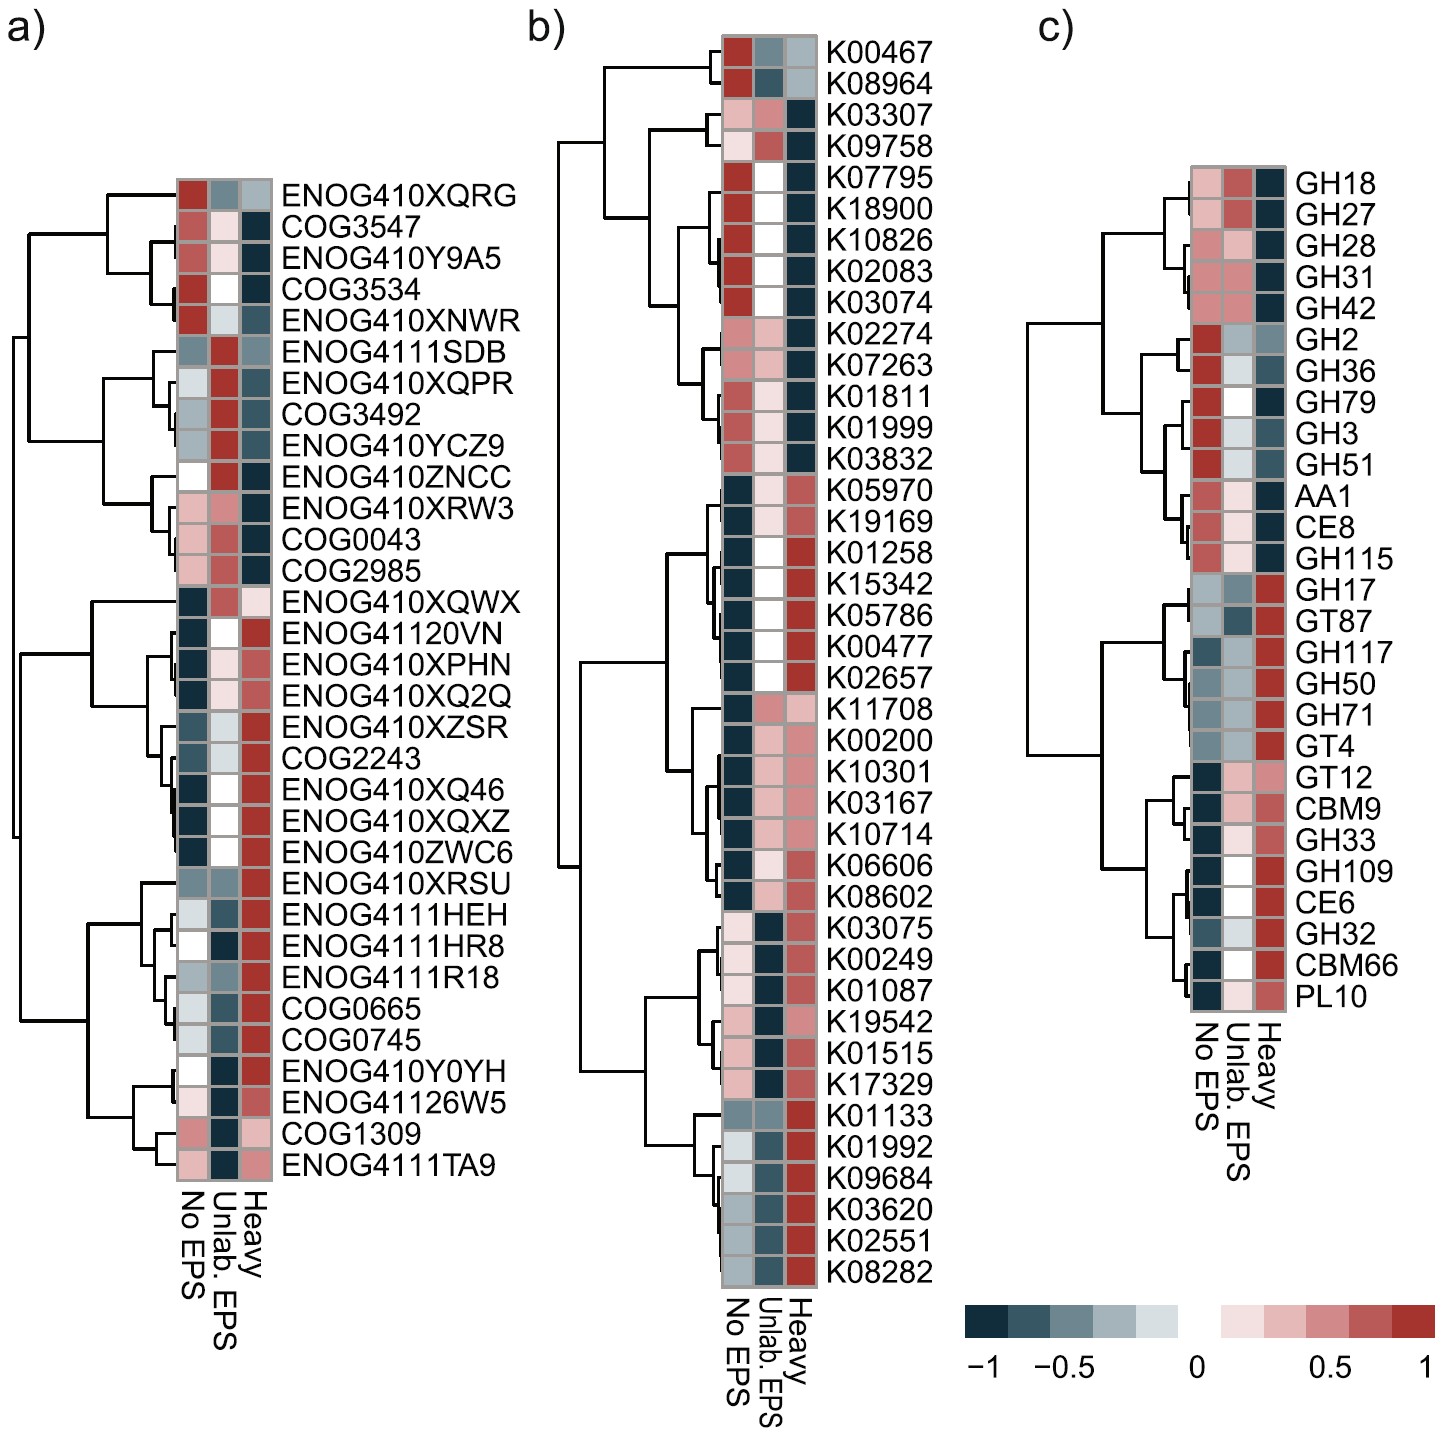 a)
ENOG410XQRG
COG3547
ENOG410Y9A5
COG3534
ENOG410XNWR
ENOG4111SDB
ENOG410XQPR
COG3492
ENOG410YCZ9
ENOG410ZNCC
ENOG410XRW3
COG0043
COG2985
ENOG410XQWX
ENOG41120VN
ENOG410XPHN
ENOG410XQ2Q
ENOG410XZSR
COG2243
ENOG410XQ46
ENOG410XQXZ
ENOG410ZWC6
ENOG410XRSU
ENOG4111HEH
ENOG4111HR8
ENOG4111R18
COG0665
COG0745
ENOG410Y0YH
ENOG41126W5
COG1309
ENOG4111TA9
No EPS
Unlab. EPS
Heavy
b)
K00467
K08964
K03307
K09758
K07795
K18900
K10826
K02083
K03074
K02274
K07263
K01811
K01999
K03832
K05970
K19169
K01258
K15342
K05786
K00477
K02657
K11708
K00200
K10301
K03167
K10714
K06606
K08602
K03075
K00249
K01087
K19542
K01515
K17329
K01133
K01992
K09684
K03620
K02551
K08282
No EPS
Unlab. EPS
Heavy
c)
GH18
GH27
GH28
GH31
GH42
GH2
GH36
GH79
GH3
GH51
AA1
CE8
GH115
GH17
GT87
GH117
GH50
GH71
GT4
GT12
CBM9
GH33
GH109
CE6
GH32
CBM66
PL10
No EPS
Unlab. EPS
Heavy
−1 −0.5 0 0.5 1